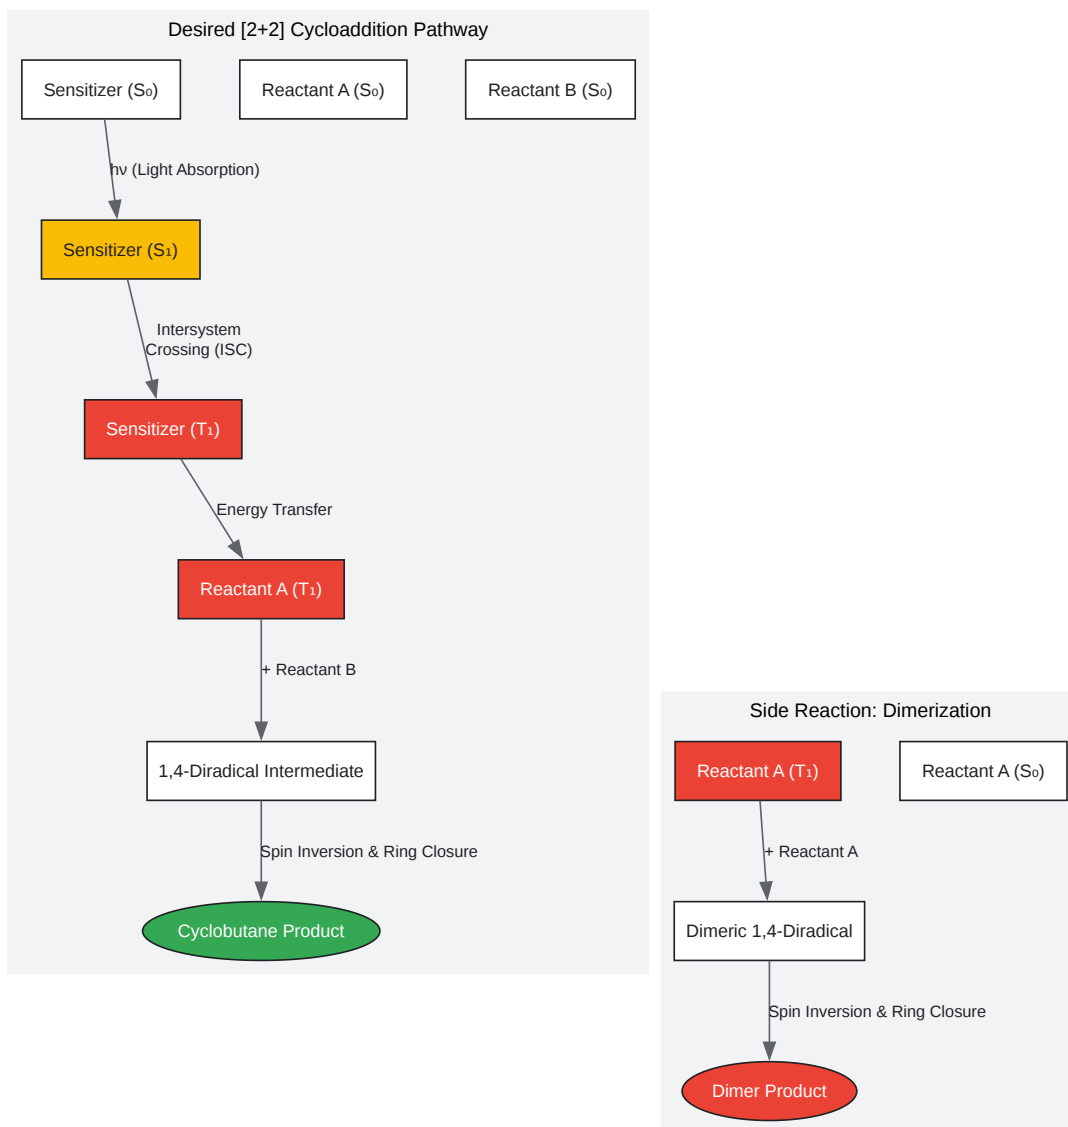 Desired [2+2] Cycloaddition Pathway
Sensitizer (S₀)
Reactant A (S₀)
Reactant B (S₀)
hν (Light Absorption)
Sensitizer (S₁)
Intersystem
Crossing (ISC)
Sensitizer (T₁)
Energy Transfer
Reactant A (T₁)
+ Reactant B
1,4-Diradical Intermediate
Spin Inversion & Ring Closure
Cyclobutane Product
Side Reaction: Dimerization
Reactant A (T₁)
Reactant A (S₀)
+ Reactant A
Dimeric 1,4-Diradical
Spin Inversion & Ring Closure
Dimer Product